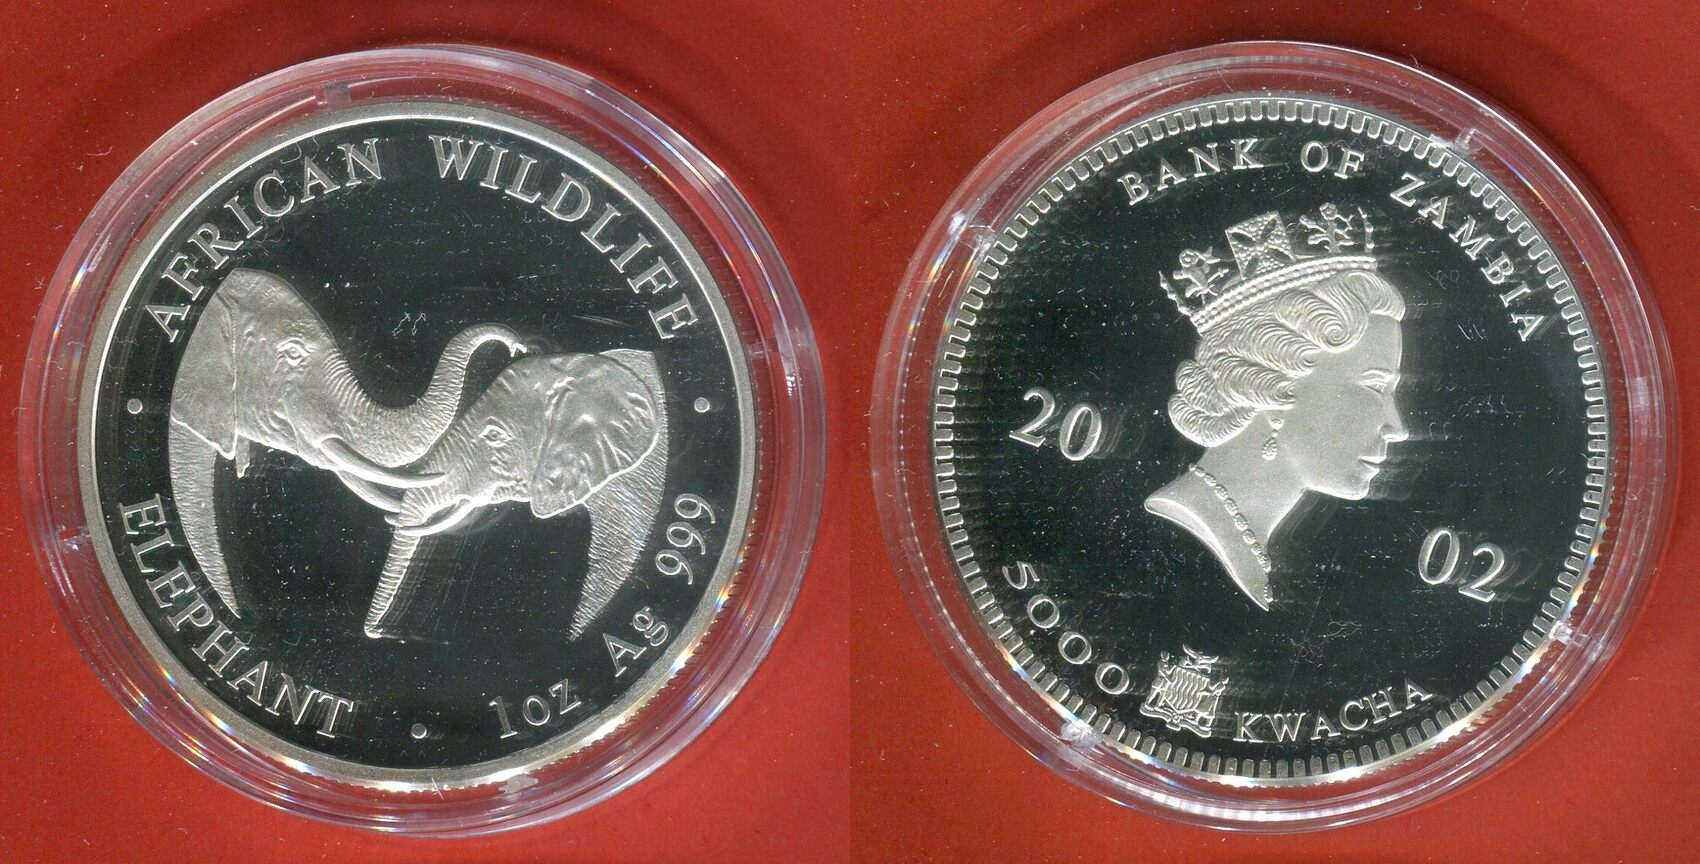 AFRICAN WILDLIFE
ELEPHANT · 1oz Ag 999
BANK OF ZAMBIA
20 02
5000 KWACHA